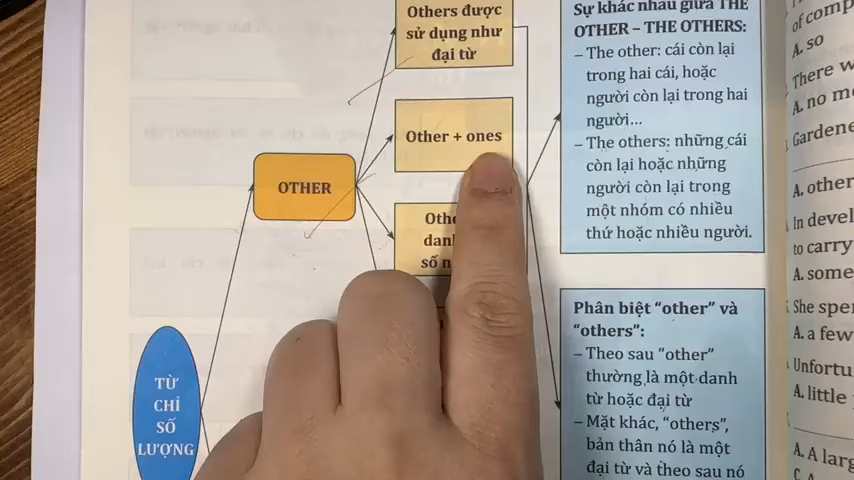 Others được
sử dụng như
đại từ
Other + ones
OTHER
danh
TỪ
CHỈ
SỐ
LƯỢNG
Sự khác nhau giữa THE
OTHER – THE OTHERS:
– The other: cái còn lại
trong hai cái, hoặc
người còn lại trong hai
người...
– The others: những cái
còn lại hoặc những
người còn lại trong
một nhóm có nhiều
thứ hoặc nhiều người.
Phân biệt “other” và
“others”:
– Theo sau “other”
thường là một danh
từ hoặc đại từ
– Mặt khác, “others”,
bản thân nó là một
đại từ và theo sau nó
of comp
A. so
There w
A. no m
Gardene
A. other
In devel
to carry
A. some
She spe
A. a few
Unfortu
A. little
A. A larg